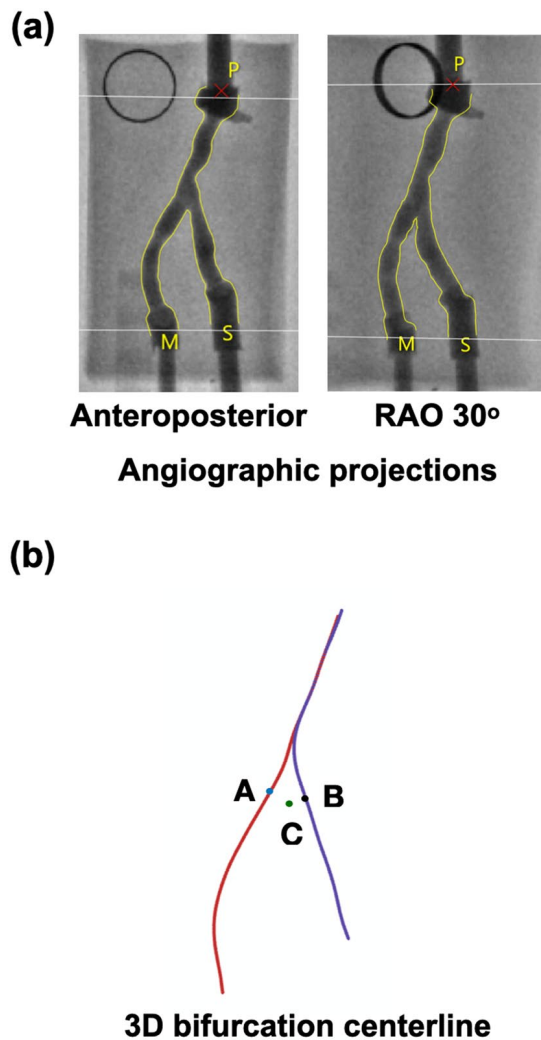 (a)
P
P
M
S
M
S
Anteroposterior
RAO 30º
Angiographic projections
(b)
A
B
C
3D bifurcation centerline